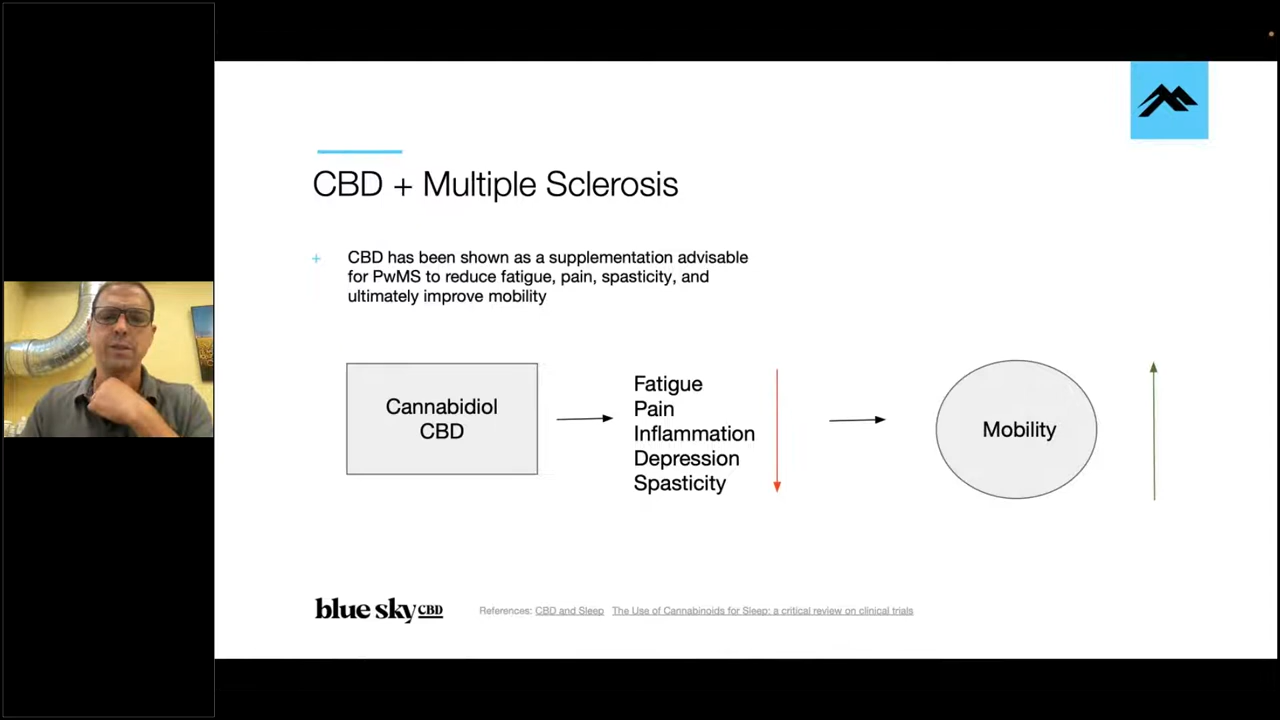 CBD + Multiple Sclerosis
+ CBD has been shown as a supplementation advisable
for PwMS to reduce fatigue, pain, spasticity, and
ultimately improve mobility
Cannabidiol
CBD
Fatigue
Pain
Inflammation
Depression
Spasticity
Mobility
blue sky CBD
References: CBD and Sleep The Use of Cannabinoids for Sleep: a critical review on clinical trials